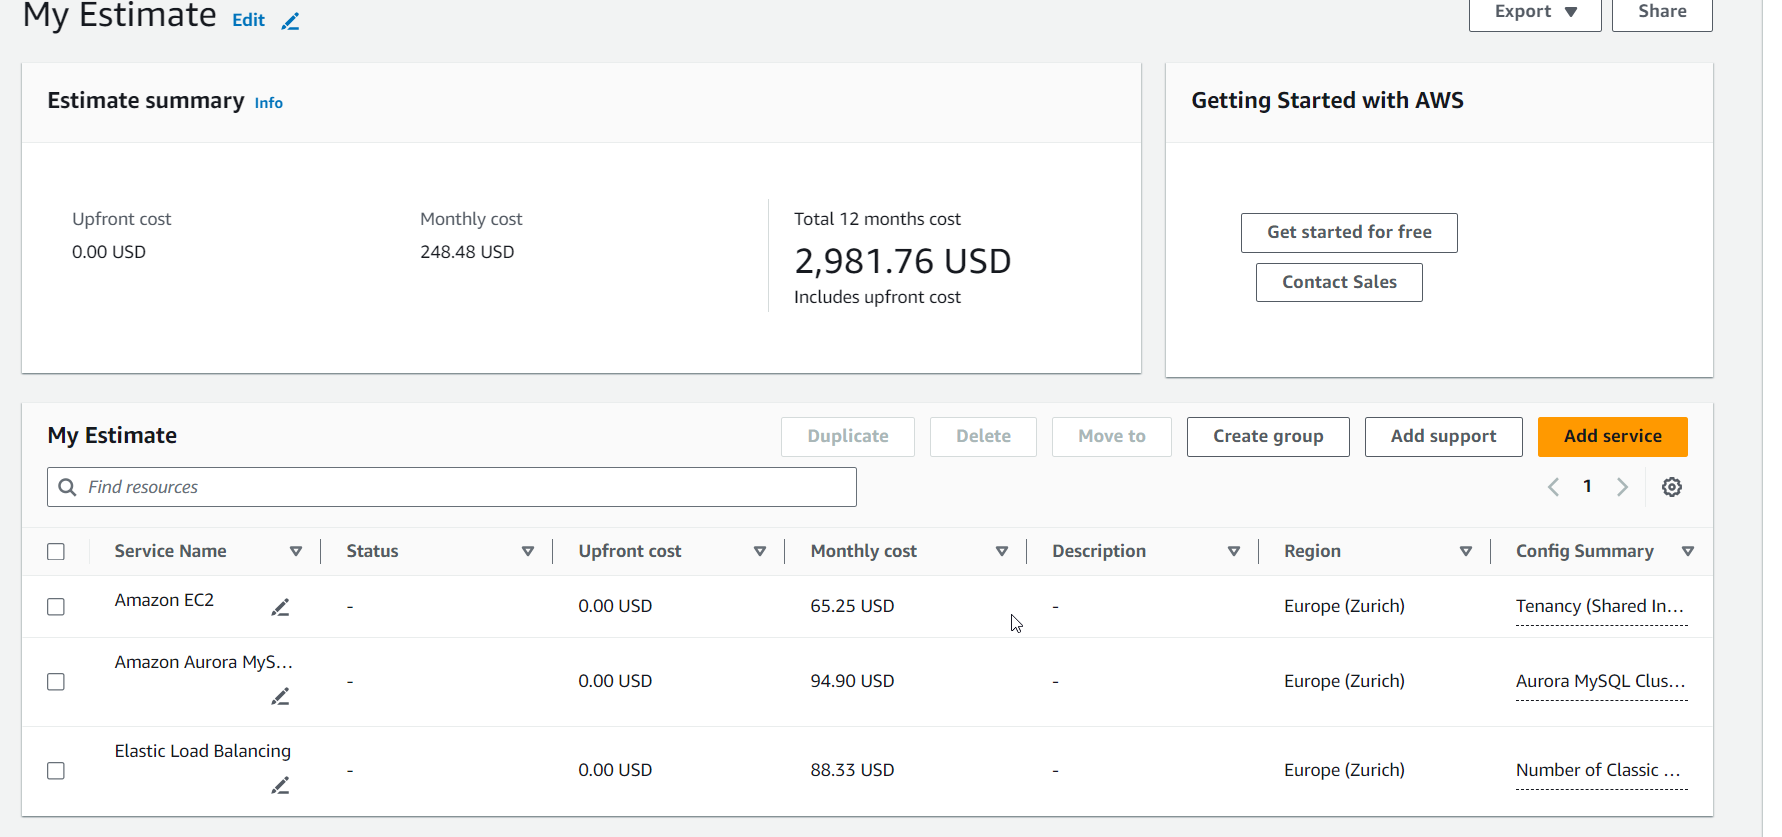 My Estimate Edit
Export Share
Estimate summary Info
Getting Started with AWS
Upfront cost Monthly cost Total 12 months cost
0.00 USD 248.48 USD 2,981.76 USD
Includes upfront cost
Get started for free
Contact Sales
My Estimate Duplicate Delete Move to Create group Add support Add service
Find resources 1
Service Name Status Upfront cost Monthly cost Description Region Config Summary
Amazon EC2 - 0.00 USD 65.25 USD - Europe (Zurich) Tenancy (Shared In...
Amazon Aurora MyS... - 0.00 USD 94.90 USD - Europe (Zurich) Aurora MySQL Clus...
Elastic Load Balancing - 0.00 USD 88.33 USD - Europe (Zurich) Number of Classic ...